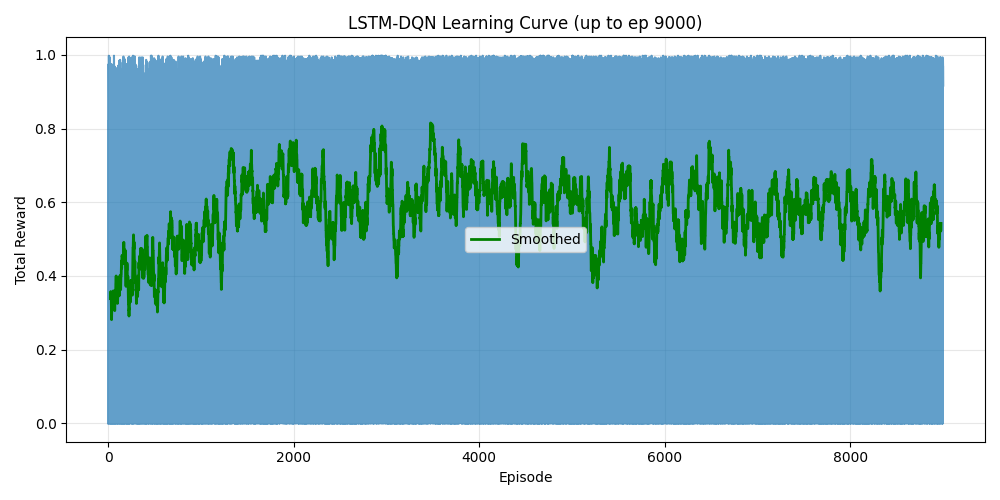 LSTM-DQN Learning Curve (up to ep 9000)
1.0
0.8
0.6
0.4
0.2
0.0
Total Reward
Smoothed
0 2000 4000 6000 8000
Episode